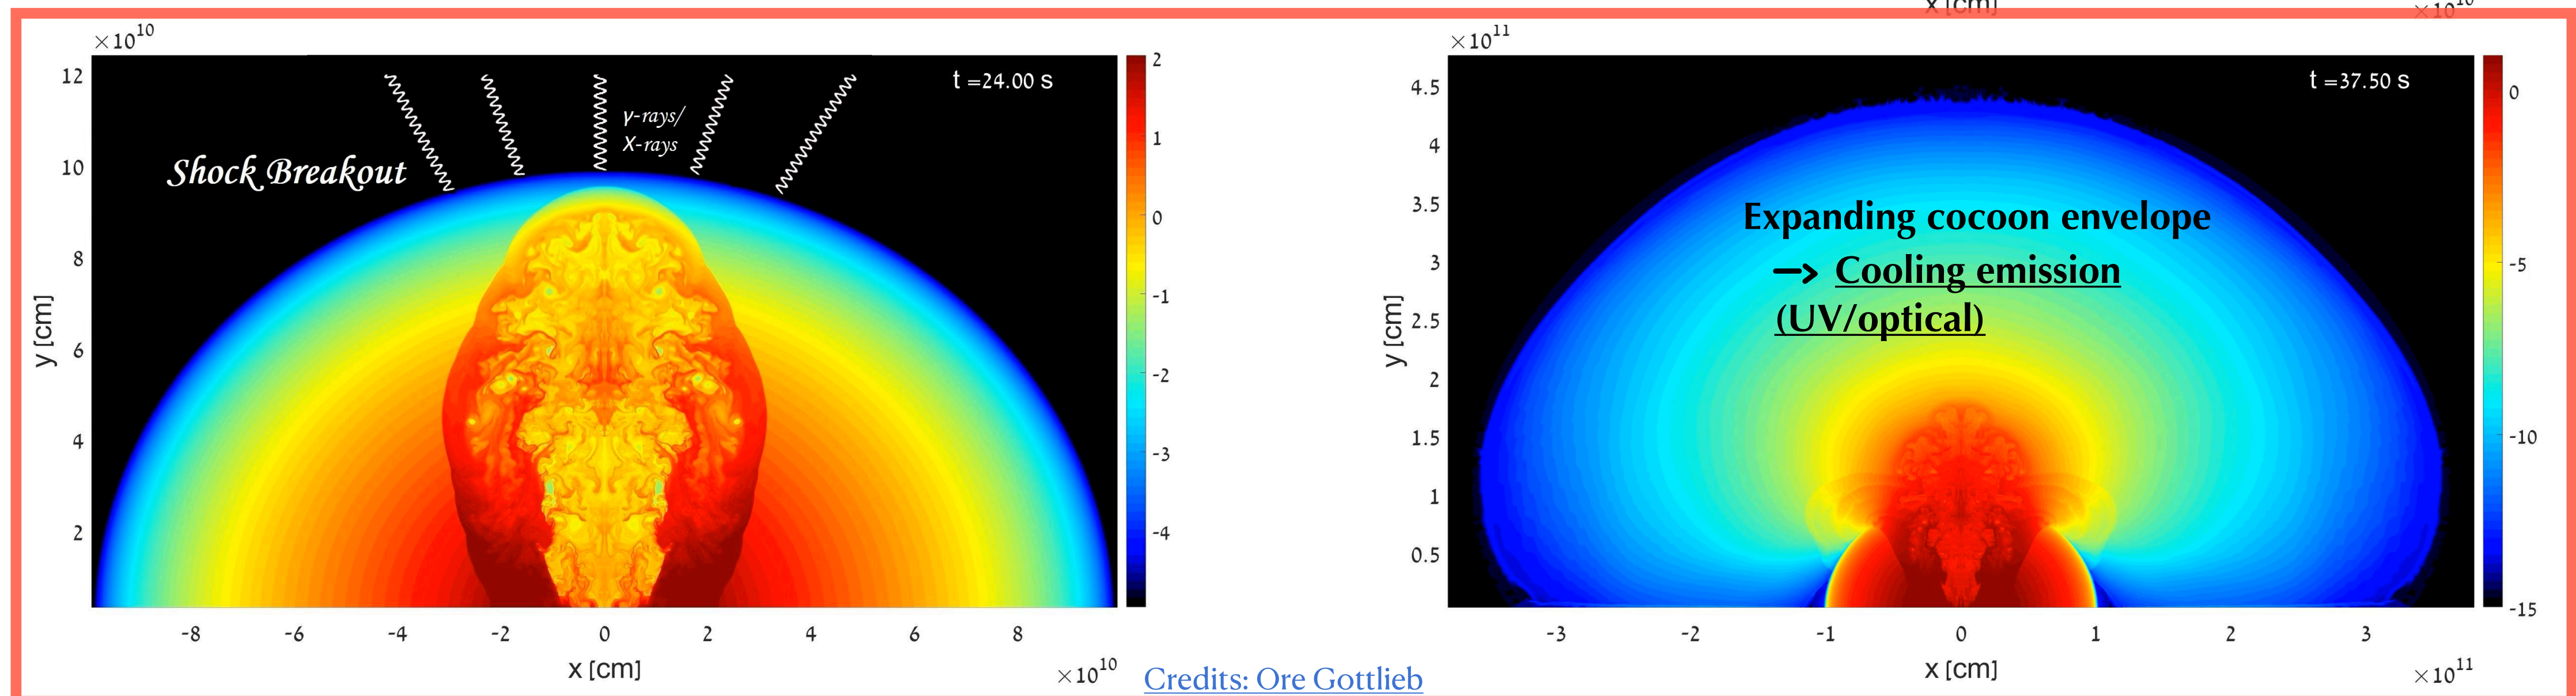 x [cm]
×10^10
×10^10
t =24.00 s
Shock Breakout
γ-rays/
X-rays
12
10
8
6
4
2
y [cm]
2
1
0
-1
-2
-3
-4
-8 -6 -4 -2 0 2 4 6 8
x [cm]
×10^10
×10^11
t =37.50 s
Expanding cocoon envelope
→ Cooling emission
(UV/optical)
4.5
4
3.5
3
2.5
2
1.5
1
0.5
y [cm]
0
-5
-10
-15
-3 -2 -1 0 1 2 3
x [cm]
×10^11
Credits: Ore Gottlieb